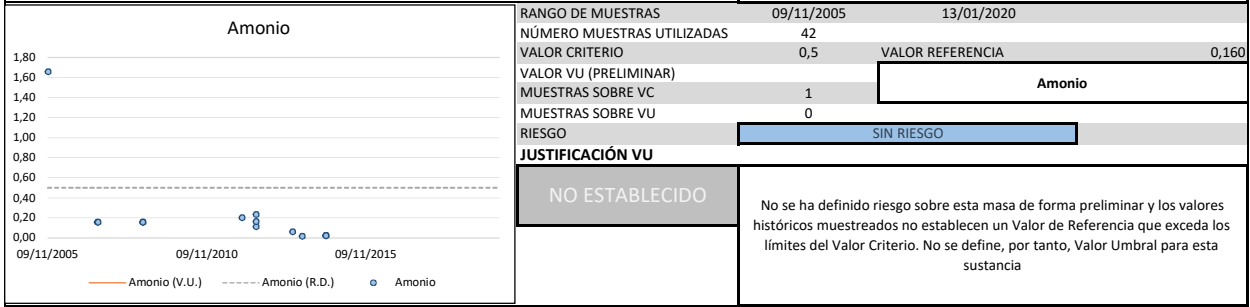 Amonio
1,80
1,60
1,40
1,20
1,00
0,80
0,60
0,40
0,20
0,00
09/11/2005 09/11/2010 09/11/2015
Amonio (V.U.) Amonio (R.D.) Amonio
RANGO DE MUESTRAS 09/11/2005 13/01/2020
NÚMERO MUESTRAS UTILIZADAS 42
VALOR CRITERIO 0,5 VALOR REFERENCIA 0,160
VALOR VU (PRELIMINAR)
Amonio
MUESTRAS SOBRE VC 1
MUESTRAS SOBRE VU 0
RIESGO SIN RIESGO
JUSTIFICACIÓN VU
NO ESTABLECIDO
No se ha definido riesgo sobre esta masa de forma preliminar y los valores
históricos muestreados no establecen un Valor de Referencia que exceda los
límites del Valor Criterio. No se define, por tanto, Valor Umbral para esta
sustancia